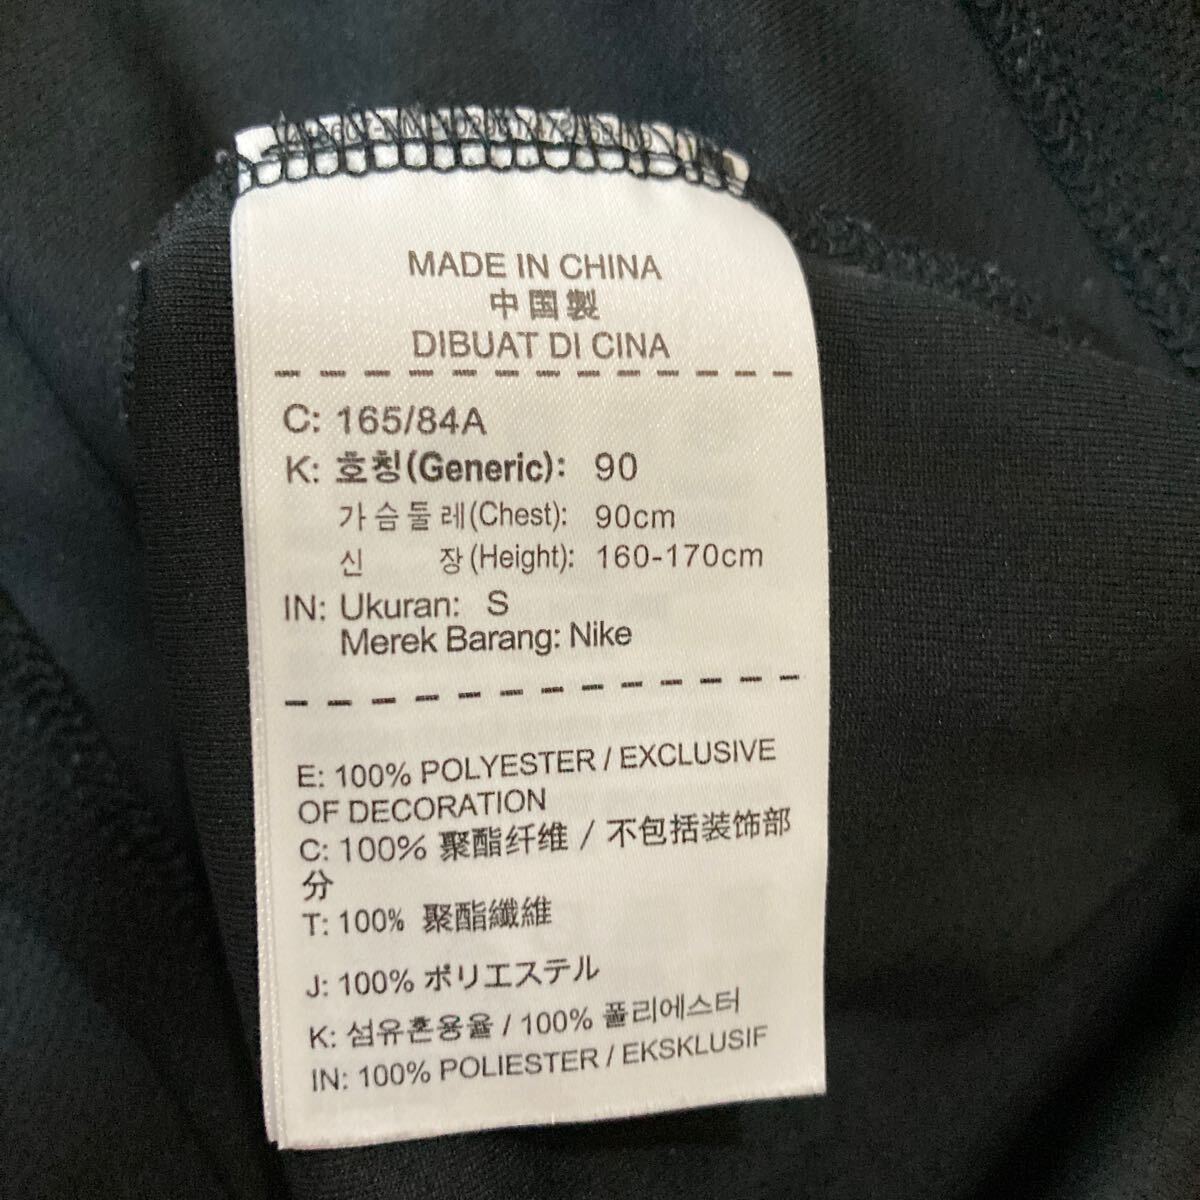 MADE IN CHINA
中国製
DIBUAT DI CINA
C: 165/84A
K: 호칭(Generic): 90
가슴둘레(Chest): 90cm
신 장(Height): 160-170cm
IN: Ukuran: S
Merek Barang: Nike
E: 100% POLYESTER / EXCLUSIVE
OF DECORATION
C: 100% 聚酯纤维 / 不包括装饰部
分
T: 100% 聚酯纖維
J: 100% ポリエステル
K: 섬유혼용율 / 100% 폴리에스터
IN: 100% POLIESTER / EKSKLUSIF